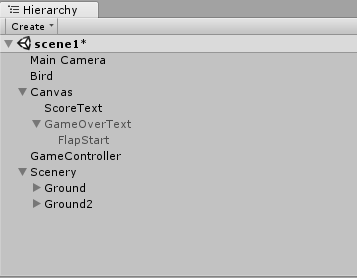 Hierarchy
Create
scene1*
Main Camera
Bird
Canvas
ScoreText
GameOverText
FlapStart
GameController
Scenery
Ground
Ground2